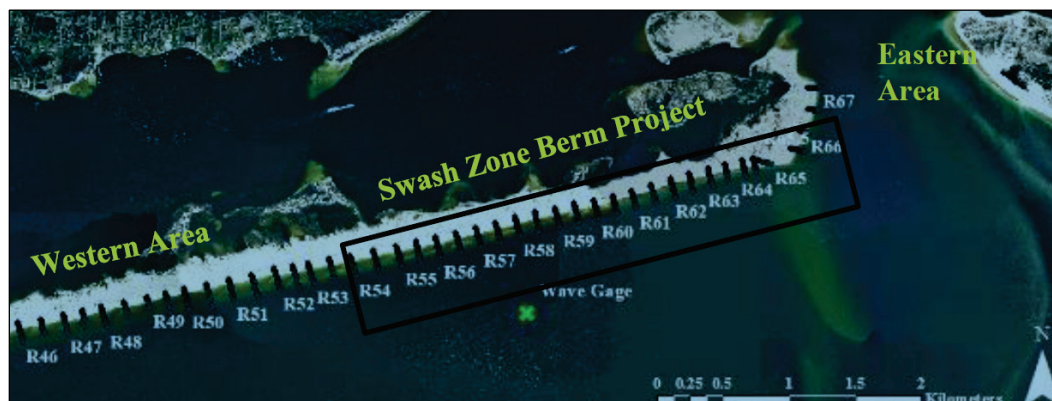 Eastern
Area
Swash Zone Berm Project
Western Area
R67
R66
R65
R64
R63
R62
R61
R60
R59
R58
R57
R56
R55
R54
R53
R52
R51
R50
R49
R48
R47
R46
Wave Gage
N
0 0.25 0.5 1 1.5 2
Kilometers